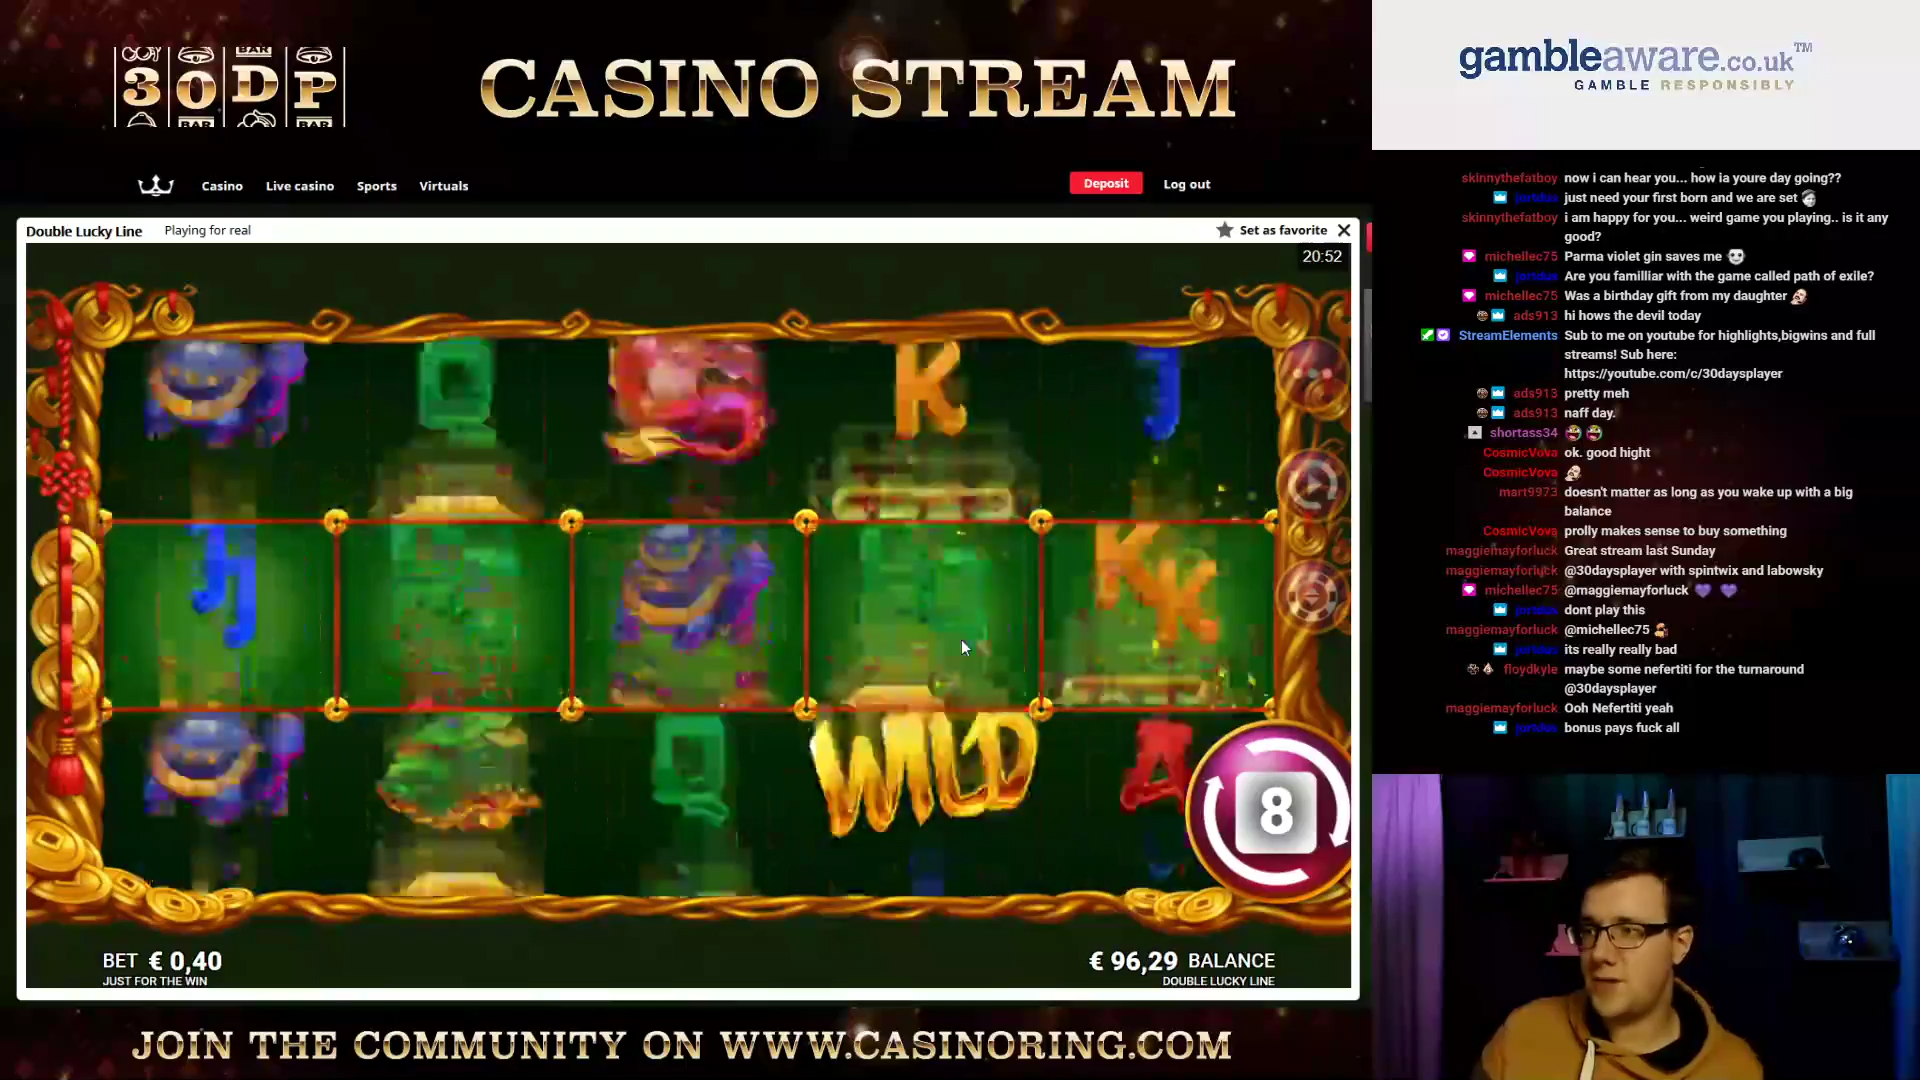 30DP
BAR
BAR
BAR
CASINO STREAM
gambleaware.co.uk™
GAMBLE RESPONSIBLY
Casino
Live casino
Sports
Virtuals
Deposit
Log out
Double Lucky Line
Playing for real
Set as favorite
20:52
Q
K
J
J
K
K
Q
WILD
A
8
BET € 0,40
JUST FOR THE WIN
€ 96,29 BALANCE
DOUBLE LUCKY LINE
JOIN THE COMMUNITY ON WWW.CASINORING.COM
skinnythefatboy now i can hear you... how ia youre day going??
jortdus just need your first born and we are set
skinnythefatboy i am happy for you... weird game you playing.. is it any
good?
michellec75 Parma violet gin saves me
jortdus Are you familliar with the game called path of exile?
michellec75 Was a birthday gift from my daughter
ads913 hi hows the devil today
StreamElements Sub to me on youtube for highlights,bigwins and full
streams! Sub here:
https://youtube.com/c/30daysplayer
ads913 pretty meh
ads913 naff day.
shortass34
CosmicVova ok. good hight
CosmicVova
mart9973 doesn't matter as long as you wake up with a big
balance
CosmicVova prolly makes sense to buy something
maggiemayforluck Great stream last Sunday
maggiemayforluck @30daysplayer with spintwix and labowsky
michellec75 @maggiemayforluck
jortdus dont play this
maggiemayforluck @michellec75
jortdus its really really bad
floydkyle maybe some nefertiti for the turnaround
@30daysplayer
maggiemayforluck Ooh Nefertiti yeah
jortdus bonus pays fuck all